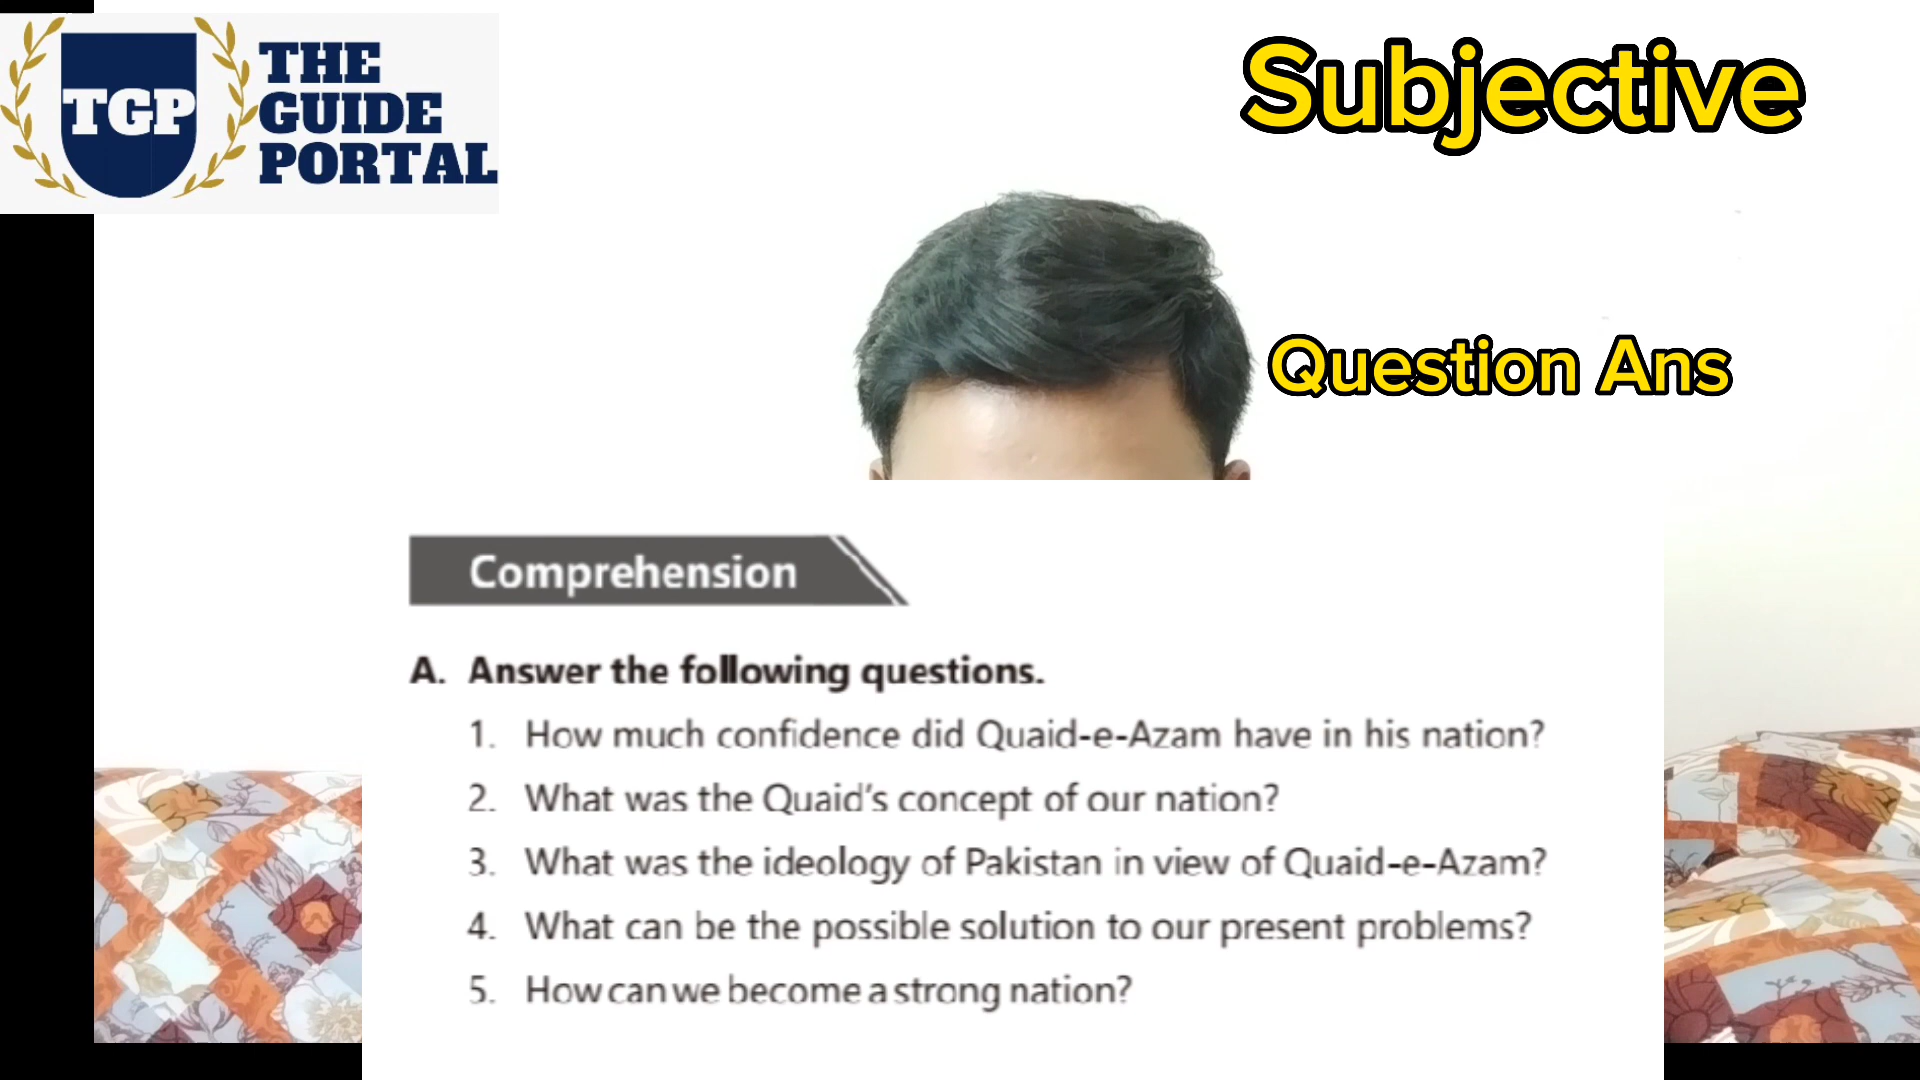 TGP
THE
GUIDE
PORTAL
Subjective
Question Ans
Comprehension
A. Answer the following questions.
1. How much confidence did Quaid-e-Azam have in his nation?
2. What was the Quaid's concept of our nation?
3. What was the ideology of Pakistan in view of Quaid-e-Azam?
4. What can be the possible solution to our present problems?
5. How can we become a strong nation?